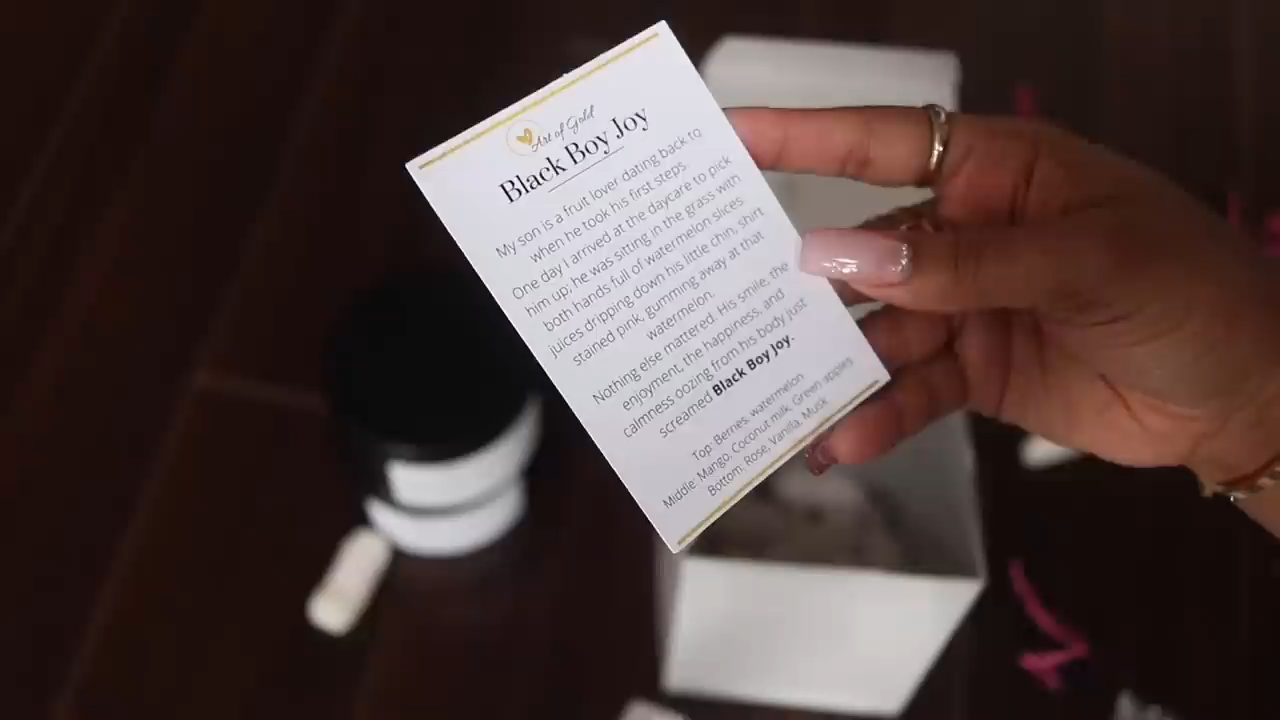 Art of Gold
Black Boy Joy
My son is a fruit lover dating back to
when he took his first steps.
One day I arrived at the daycare to pick
him up; he was sitting in the grass with
both hands full of watermelon slices
juices dripping down his little chin, shirt
stained pink, gumming away at that
watermelon.
Nothing else mattered. His smile, the
enjoyment, the happiness, and
calmness oozing from his body just
screamed Black Boy Joy.
Top: Berries, watermelon
Middle: Mango, Coconut milk, Green apples
Bottom: Rose, Vanilla, Musk